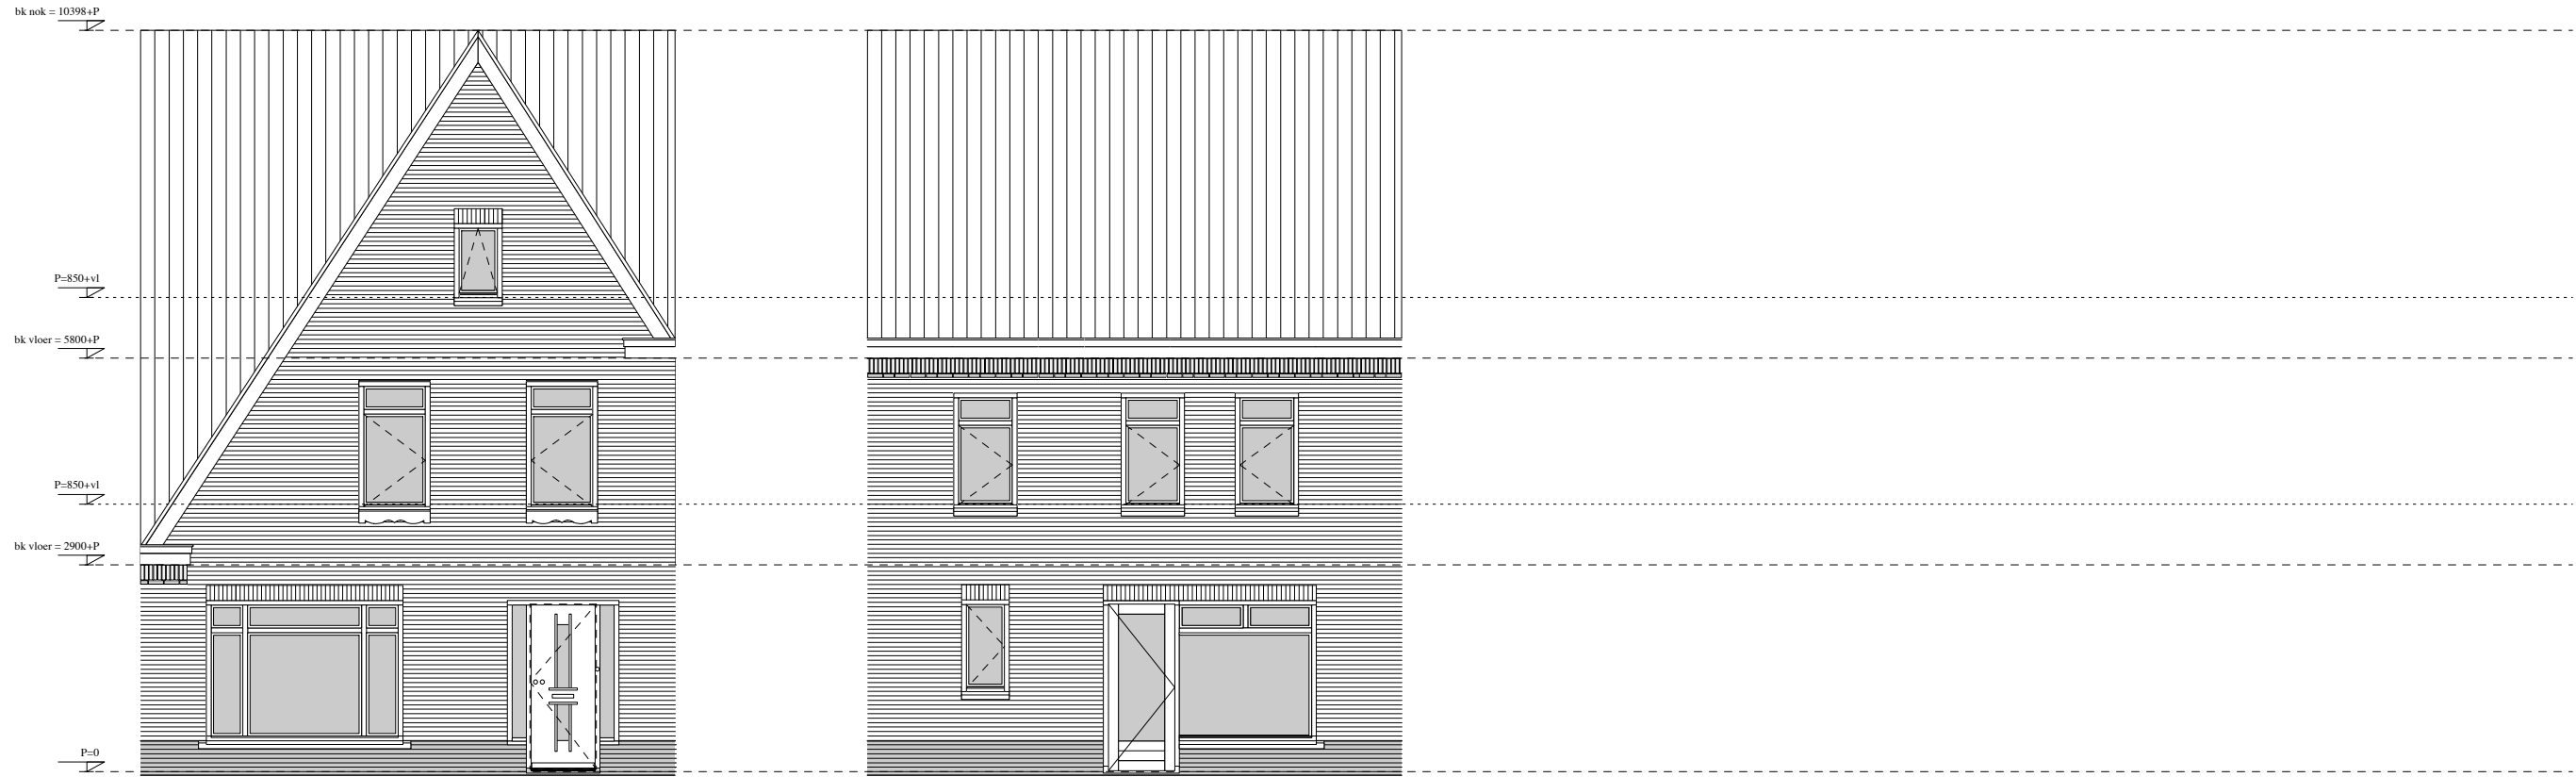 bk nok = 10398+P
P=850+vl
bk vloer = 5800+P
P=850+vl
bk vloer = 2900+P
P=0